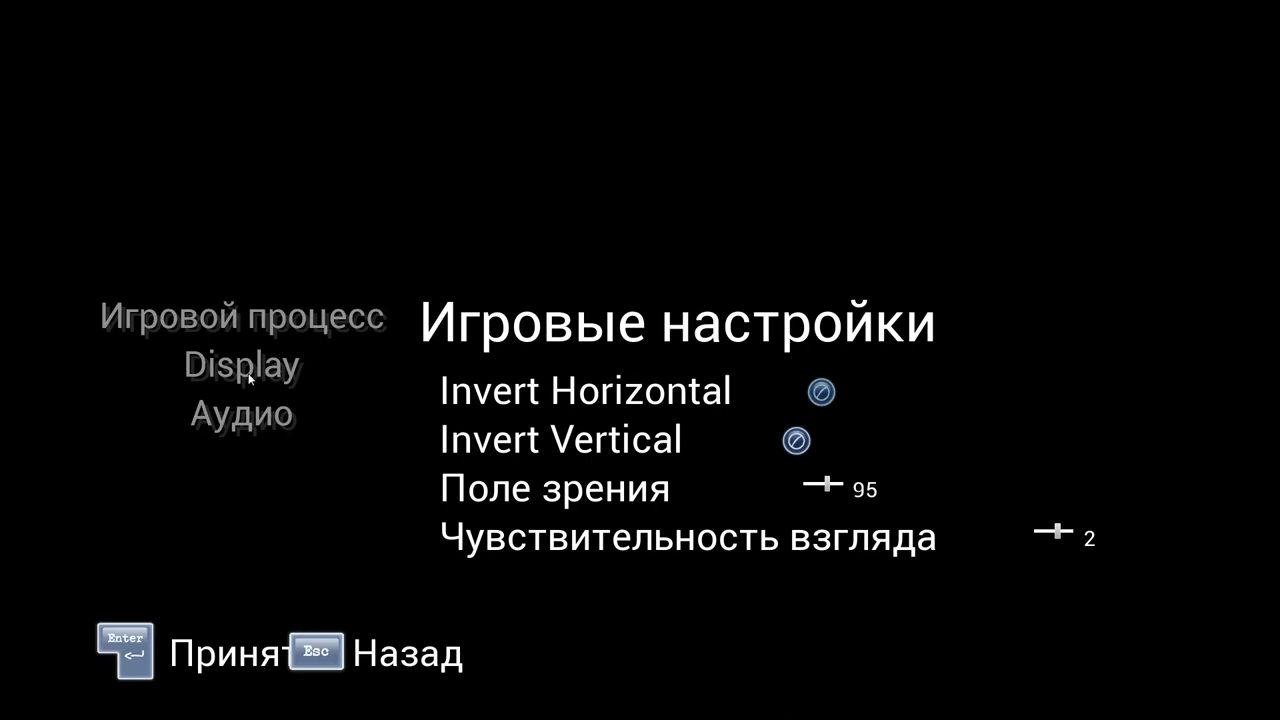 Игровой процесс
Display
Аудио
Игровые настройки
Invert Horizontal
Invert Vertical
Поле зрения 95
Чувствительность взгляда 2
Enter Принят
Esc Назад